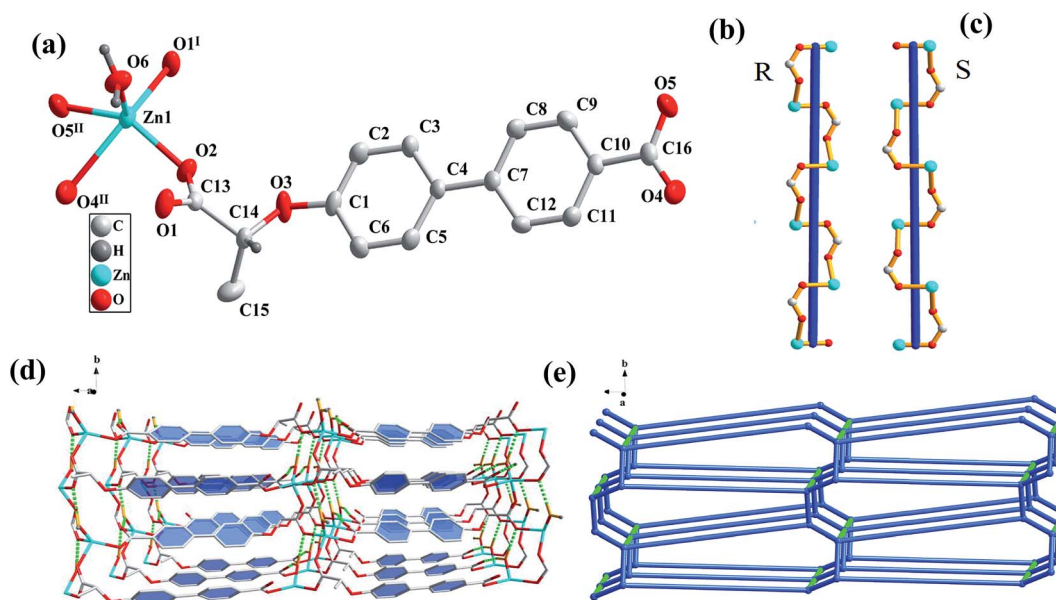 (a)
O1ᴵ
O6
O5ᴵᴵ
Zn1
O2
O4ᴵᴵ
C13
O1
C14
O3
C15
C1
C2
C3
C4
C5
C6
C7
C8
C9
C10
C11
C12
C16
O5
O4
C
H
Zn
O
(b)
R
(c)
S
(d)
b
a
(e)
b
a